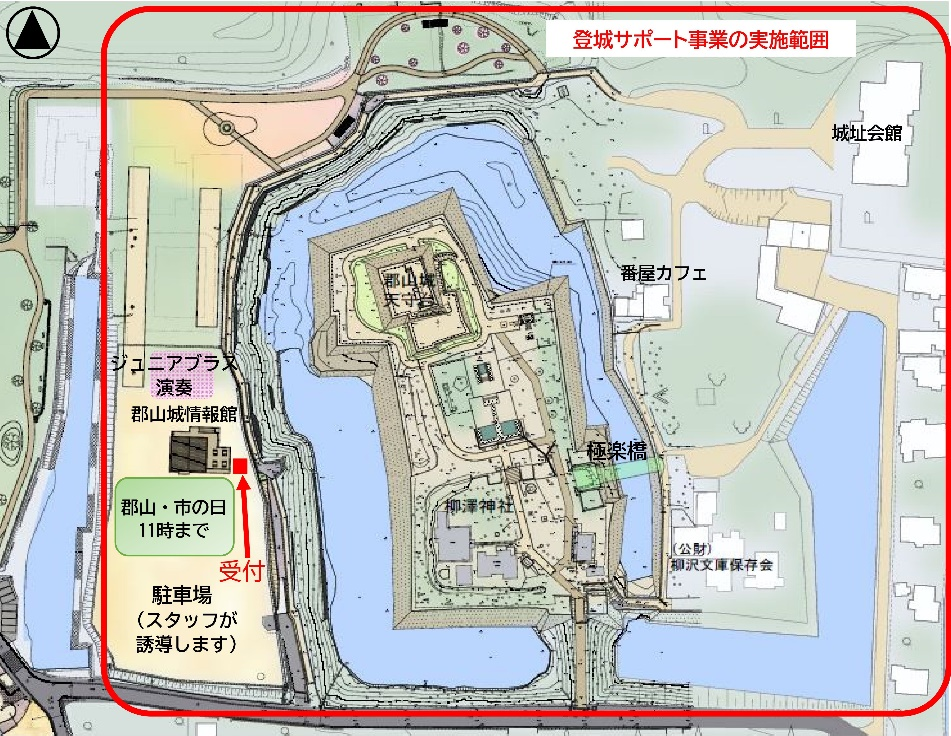 登城サポート事業の実施範囲
城址会館
番屋カフェ
郡山城
天守台
ジュニアブラス
演奏
郡山城情報館
極楽橋
郡山・市の日
11時まで
柳澤神社
受付
(公財)
柳沢文庫保存会
駐車場
(スタッフが
誘導します)